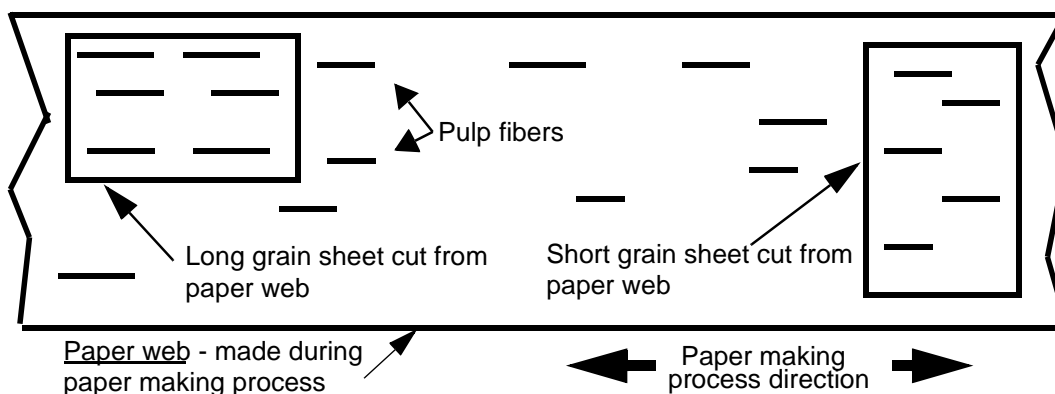 Pulp fibers
Long grain sheet cut from
paper web
Short grain sheet cut from
paper web
Paper web - made during
paper making process
Paper making
process direction